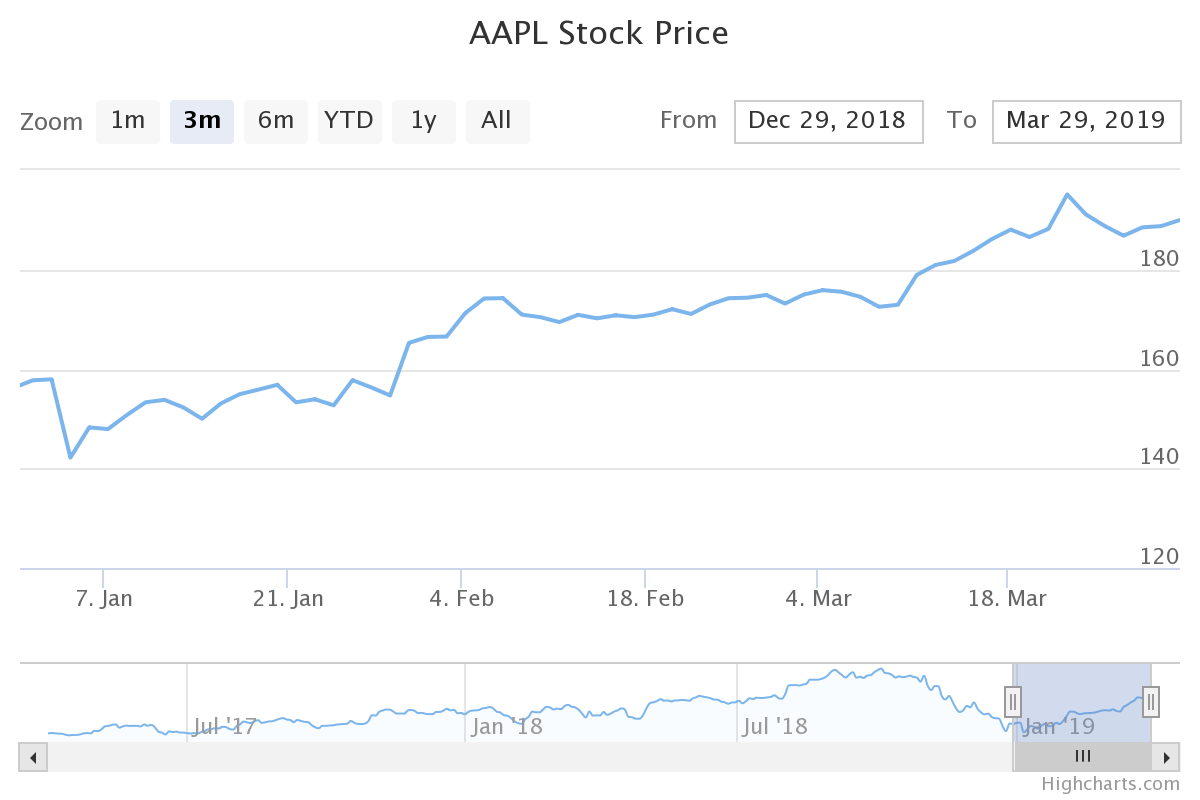 AAPL Stock Price
Zoom 1m 3m 6m YTD 1y All From Dec 29, 2018 To Mar 29, 2019
180
160
140
120
7. Jan 21. Jan 4. Feb 18. Feb 4. Mar 18. Mar
Jul '17 Jan '18 Jul '18 Jan '19
Highcharts.com